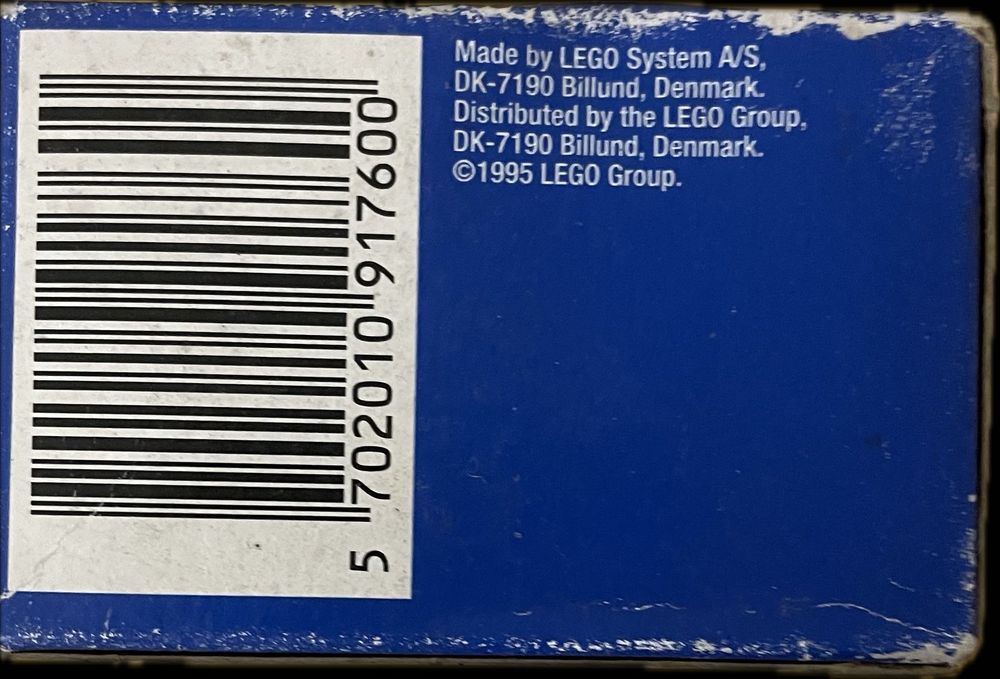 Made by LEGO System A/S,
DK-7190 Billund, Denmark.
Distributed by the LEGO Group,
DK-7190 Billund, Denmark.
©1995 LEGO Group.
5 702010 917600